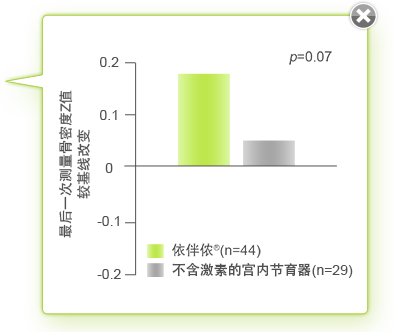 p=0.07
最后一次测量骨密度Z值
较基线改变
0.2
0.1
0
-0.1
-0.2
依伴侬®(n=44)
不含激素的宫内节育器(n=29)